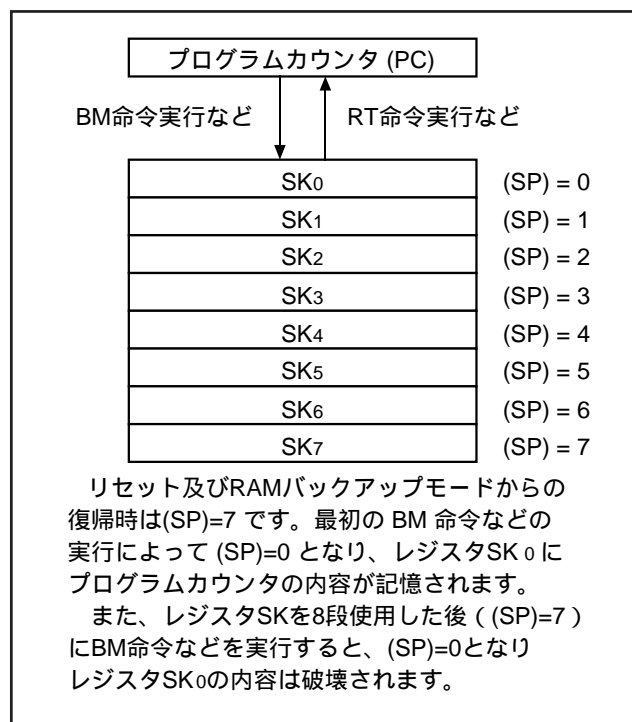 プログラムカウンタ (PC)
BM命令実行など RT命令実行など
SK0 (SP) = 0
SK1 (SP) = 1
SK2 (SP) = 2
SK3 (SP) = 3
SK4 (SP) = 4
SK5 (SP) = 5
SK6 (SP) = 6
SK7 (SP) = 7
リセット及びRAMバックアップモードからの
復帰時は(SP)=7 です。最初の BM 命令などの
実行によって (SP)=0 となり、レジスタSK 0 に
プログラムカウンタの内容が記憶されます。
また、レジスタSKを8段使用した後 ( (SP)=7 )
にBM命令などを実行すると、(SP)=0となり
レジスタSK0の内容は破壊されます。